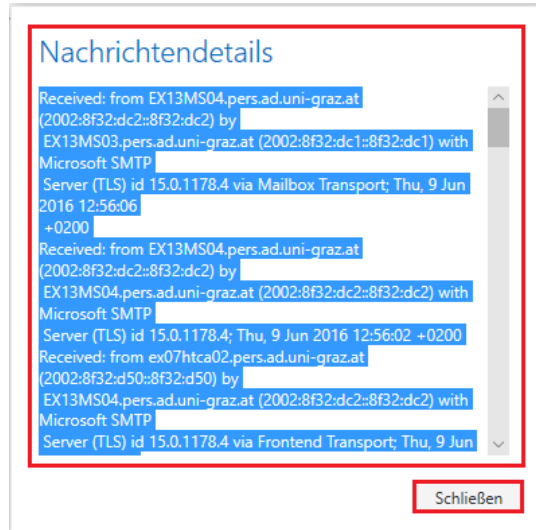 Nachrichtendetails
Received: from EX13MS04.pers.ad.uni-graz.at
(2002:8f32:dc2::8f32:dc2) by
EX13MS03.pers.ad.uni-graz.at (2002:8f32:dc1::8f32:dc1) with
Microsoft SMTP
Server (TLS) id 15.0.1178.4 via Mailbox Transport; Thu, 9 Jun
2016 12:56:06
+0200
Received: from EX13MS04.pers.ad.uni-graz.at
(2002:8f32:dc2::8f32:dc2) by
EX13MS04.pers.ad.uni-graz.at (2002:8f32:dc2::8f32:dc2) with
Microsoft SMTP
Server (TLS) id 15.0.1178.4; Thu, 9 Jun 2016 12:56:02 +0200
Received: from ex07htca02.pers.ad.uni-graz.at
(2002:8f32:d50::8f32:d50) by
EX13MS04.pers.ad.uni-graz.at (2002:8f32:dc2::8f32:dc2) with
Microsoft SMTP
Server (TLS) id 15.0.1178.4 via Frontend Transport; Thu, 9 Jun
Schließen